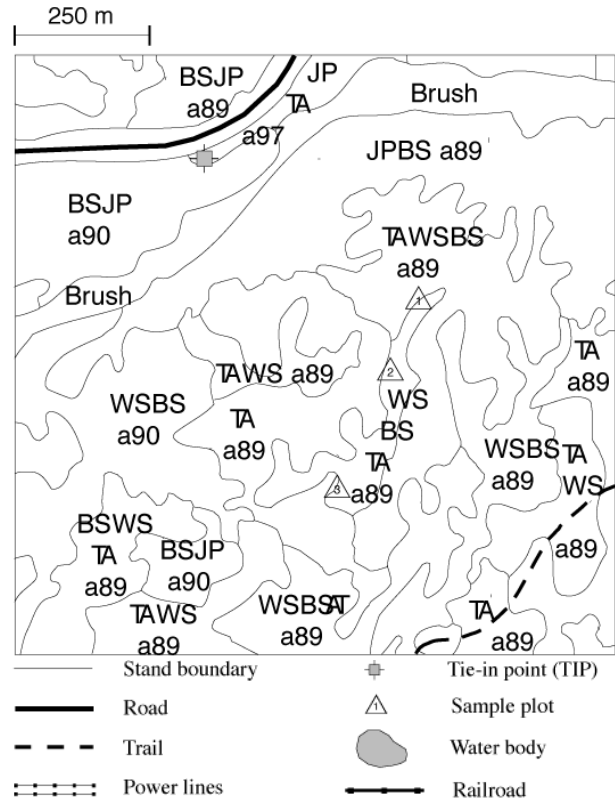 250 m
BSJP
a89
JP
TA
a97
Brush
JPBS a89
BSJP
a90
TAWSBS
a89
Brush
1
TA
a89
TAWS a89
2
WSBS
a90
TA
a89
WS
BS
TA
a89
WSBS
a89
TA
WS
a89
3
BSWS
TA
a89
BSJP
a90
TAWS
a89
WSBSAT
a89
TA
a89
Stand boundary
Tie-in point (TIP)
Road
1
Sample plot
Trail
Water body
Power lines
Railroad